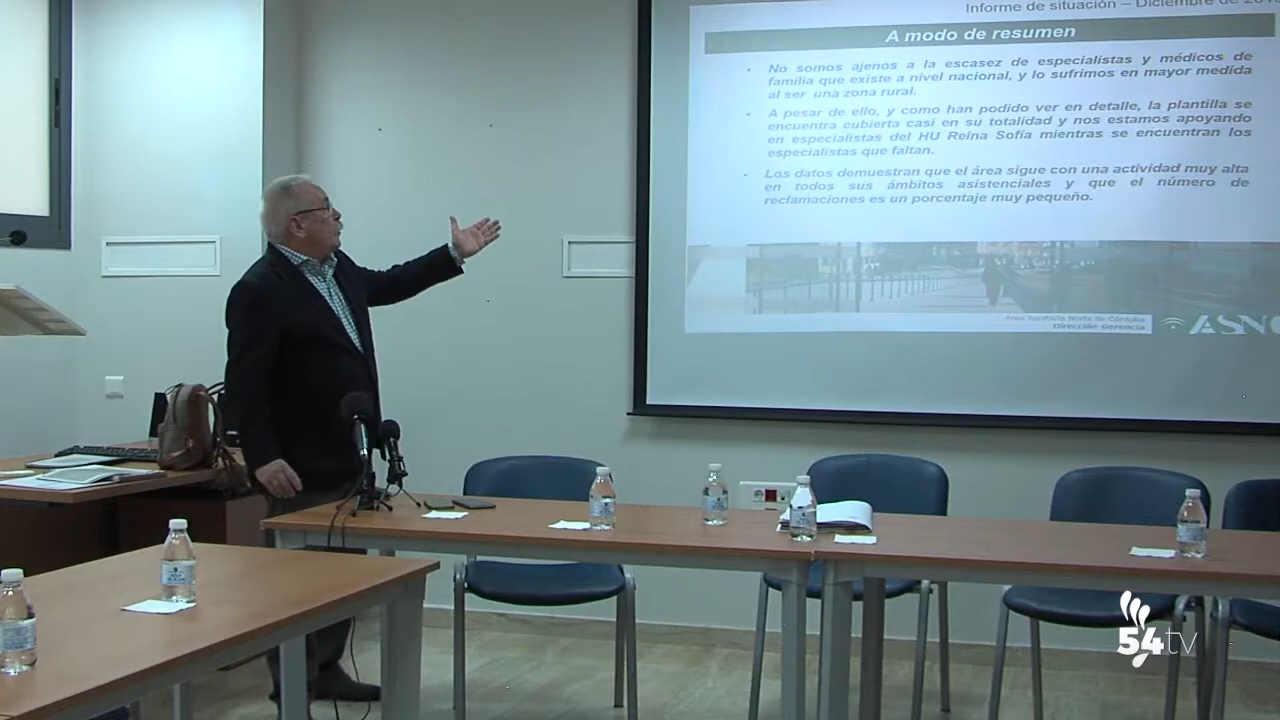 Informe de situación – Diciembre de
A modo de resumen
No somos ajenos a la escasez de especialistas y médicos de
familia que existe a nivel nacional, y lo sufrimos en mayor medida
al ser una zona rural.
A pesar de ello, y como han podido ver en detalle, la plantilla se
encuentra cubierta casi en su totalidad y nos estamos apoyando
en especialistas del HU Reina Sofía mientras se encuentran los
especialistas que faltan.
Los datos demuestran que el área sigue con una actividad muy alta
en todos sus ámbitos asistenciales y que el número de
reclamaciones es un porcentaje muy pequeño.
Área Sanitaria Norte de Córdoba
Dirección Gerencia
ASNC
54tv